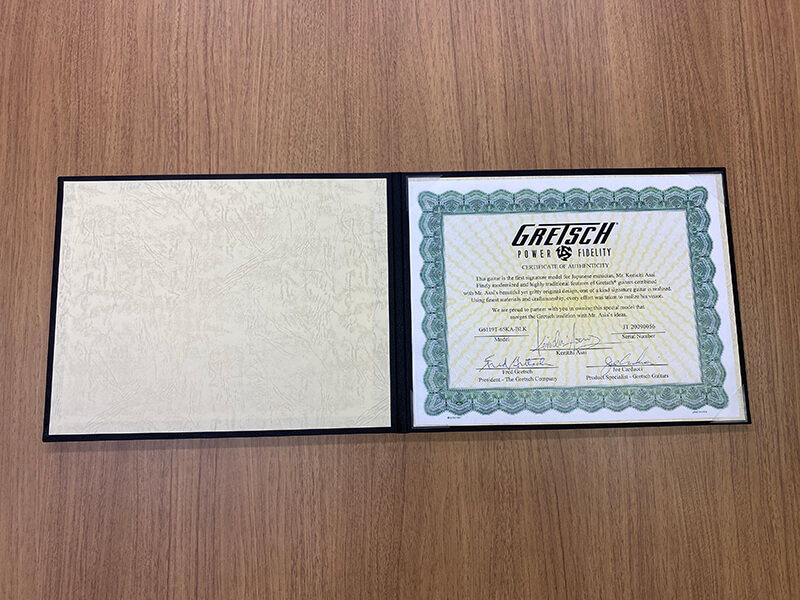 GRETSCH®
POWER FIDELITY
CERTIFICATE OF AUTHENTICITY
This guitar is the first signature model for Japanese musician, Mr. Kenichi Asai.
Finely modernized and highly traditional features of Gretsch® guitars combined
with Mr. Asai's beautiful yet gritty original design, one of a kind signature guitar is realized.
Using finest materials and craftsmanship, every effort was taken to realize his vision.
We are proud to partner with you in owning this special model that
merges the Gretsch tradition with Mr. Asai's ideas.
G6119T-65KA-BLK
Model
JT 20090056
Serial Number
Kenichi Asai
Fred Gretsch
President - The Gretsch Company
Joe Carducci
Product Specialist - Gretsch Guitars